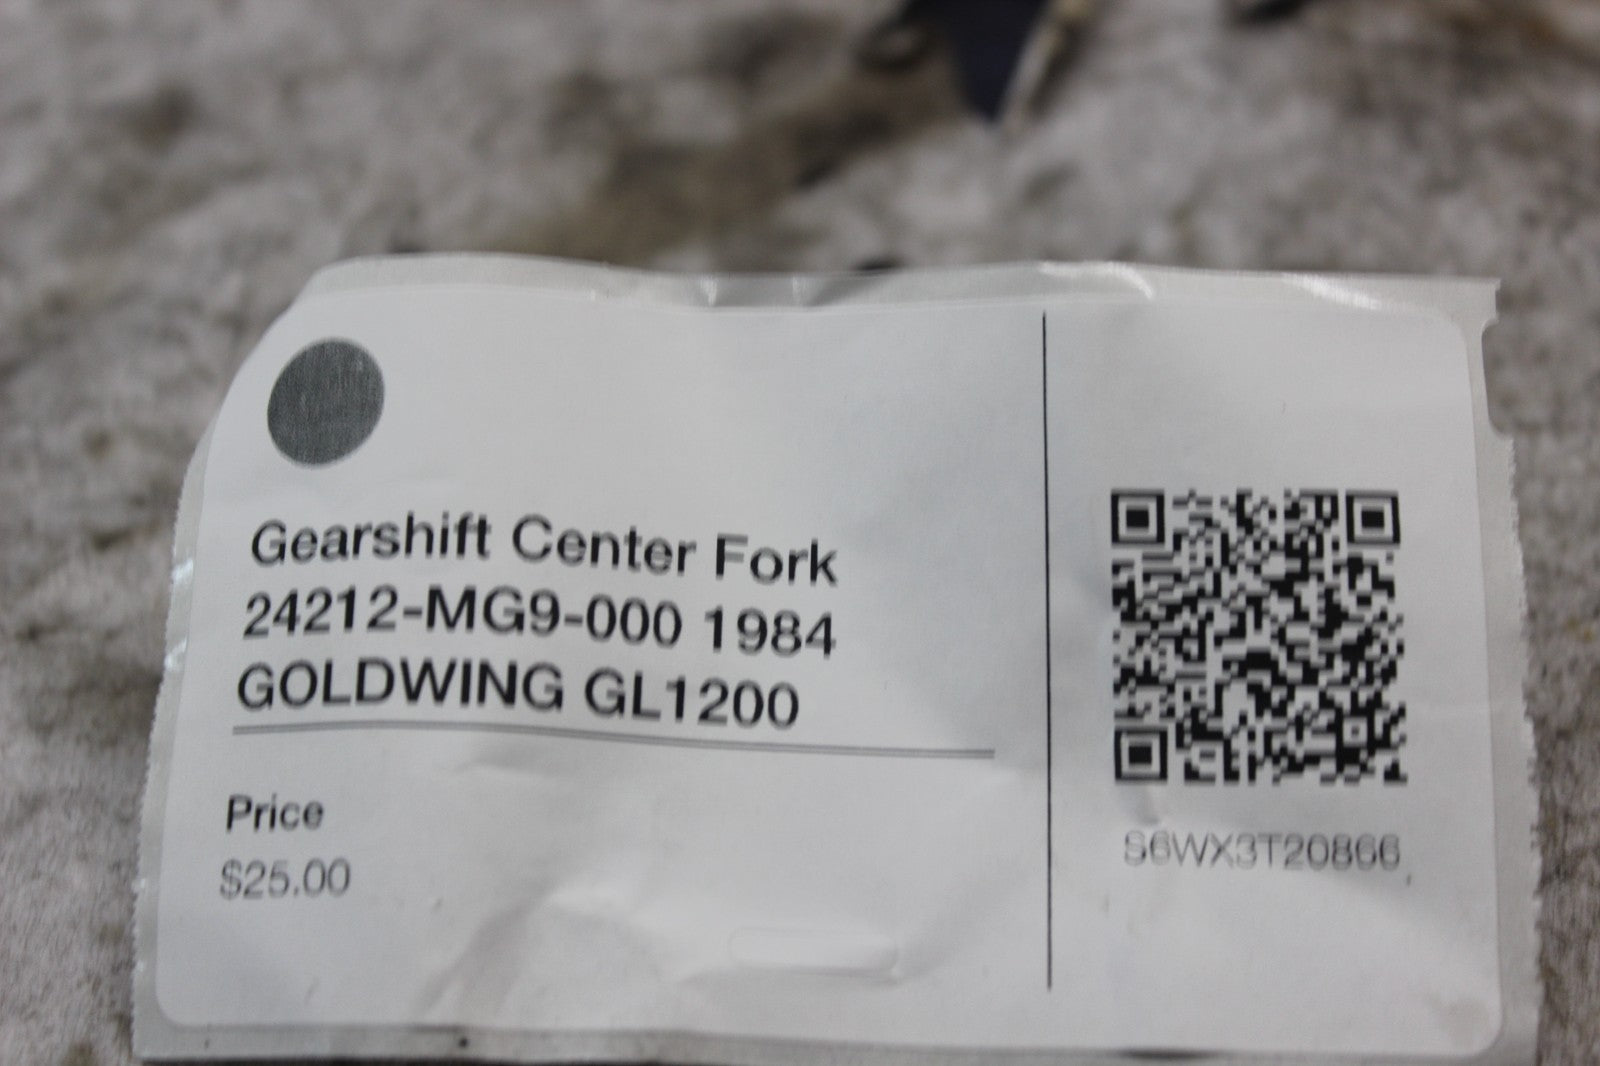 Gearshift Center Fork
24212-MG9-000 1984
GOLDWING GL1200
Price
$25.00
S6WX3T20866